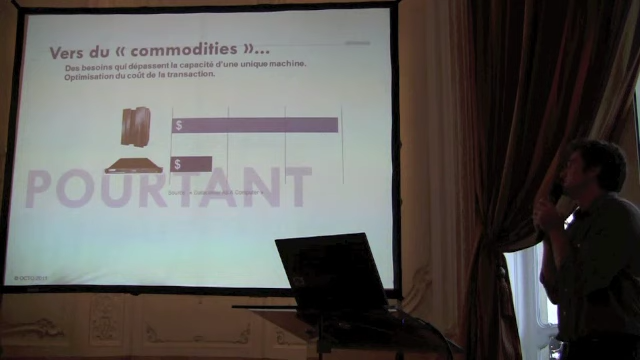 Vers du « commodities »...
Des besoins qui dépassent la capacité d'une unique machine.
Optimisation du coût de la transaction.
$
$
POURTANT